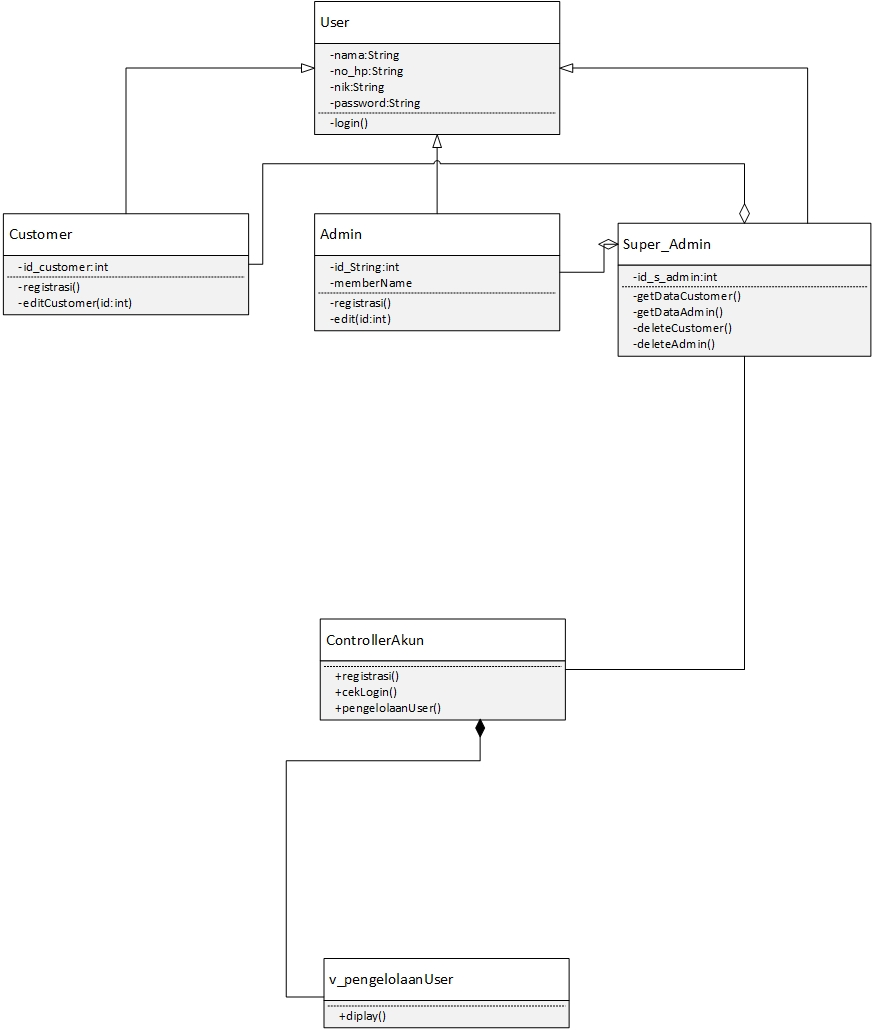 User
-nama:String
-no_hp:String
-nik:String
-password:String
-login()
Customer
-id_customer:int
-registrasi()
-editCustomer(id:int)
Admin
-id_String:int
-memberName
-registrasi()
-edit(id:int)
Super_Admin
-id_s_admin:int
-getDataCustomer()
-getDataAdmin()
-deleteCustomer()
-deleteAdmin()
ControllerAkun
+registrasi()
+cekLogin()
+pengelolaanUser()
v_pengelolaanUser
+diplay()